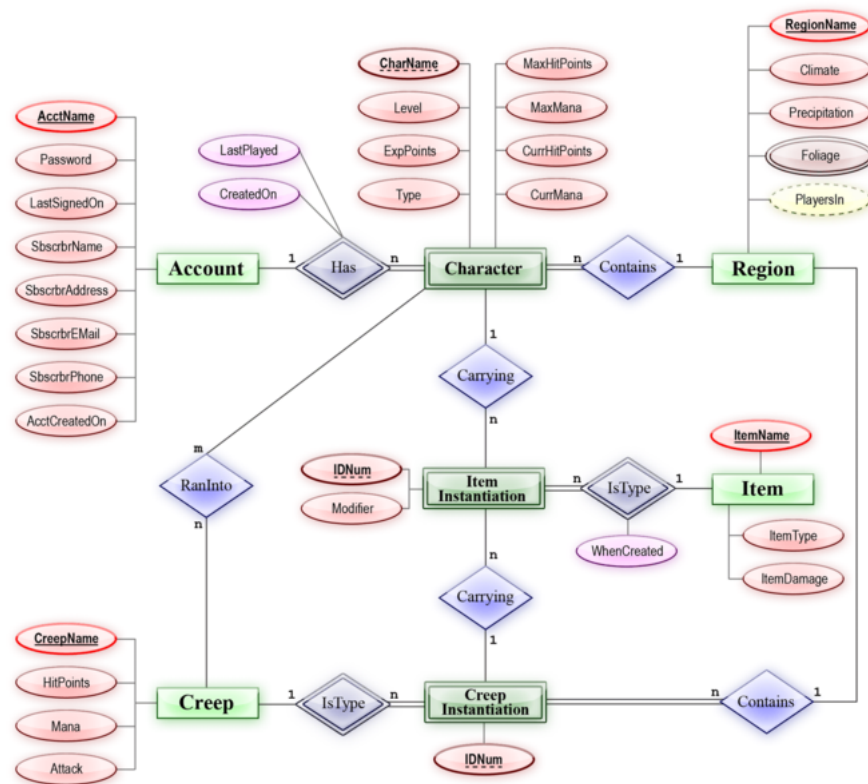 RegionName
CharName
MaxHitPoints
Climate
Level
MaxMana
AcctName
Precipitation
Password
LastPlayed
ExpPoints
CurrHitPoints
Foliage
LastSignedOn
CreatedOn
Type
CurrMana
PlayersIn
SbscrbrName
Account
1
Has
n
Character
n
Contains
1
Region
SbscrbrAddress
SbscrbrEMail
1
SbscrbrPhone
Carrying
AcctCreatedOn
n
m
ItemName
RanInto
IDNum
Item
Instantiation
n
IsType
1
Item
Modifier
n
WhenCreated
ItemType
n
ItemDamage
Carrying
CreepName
1
HitPoints
Creep
1
IsType
n
Creep
Instantiation
n
Contains
1
Mana
Attack
IDNum